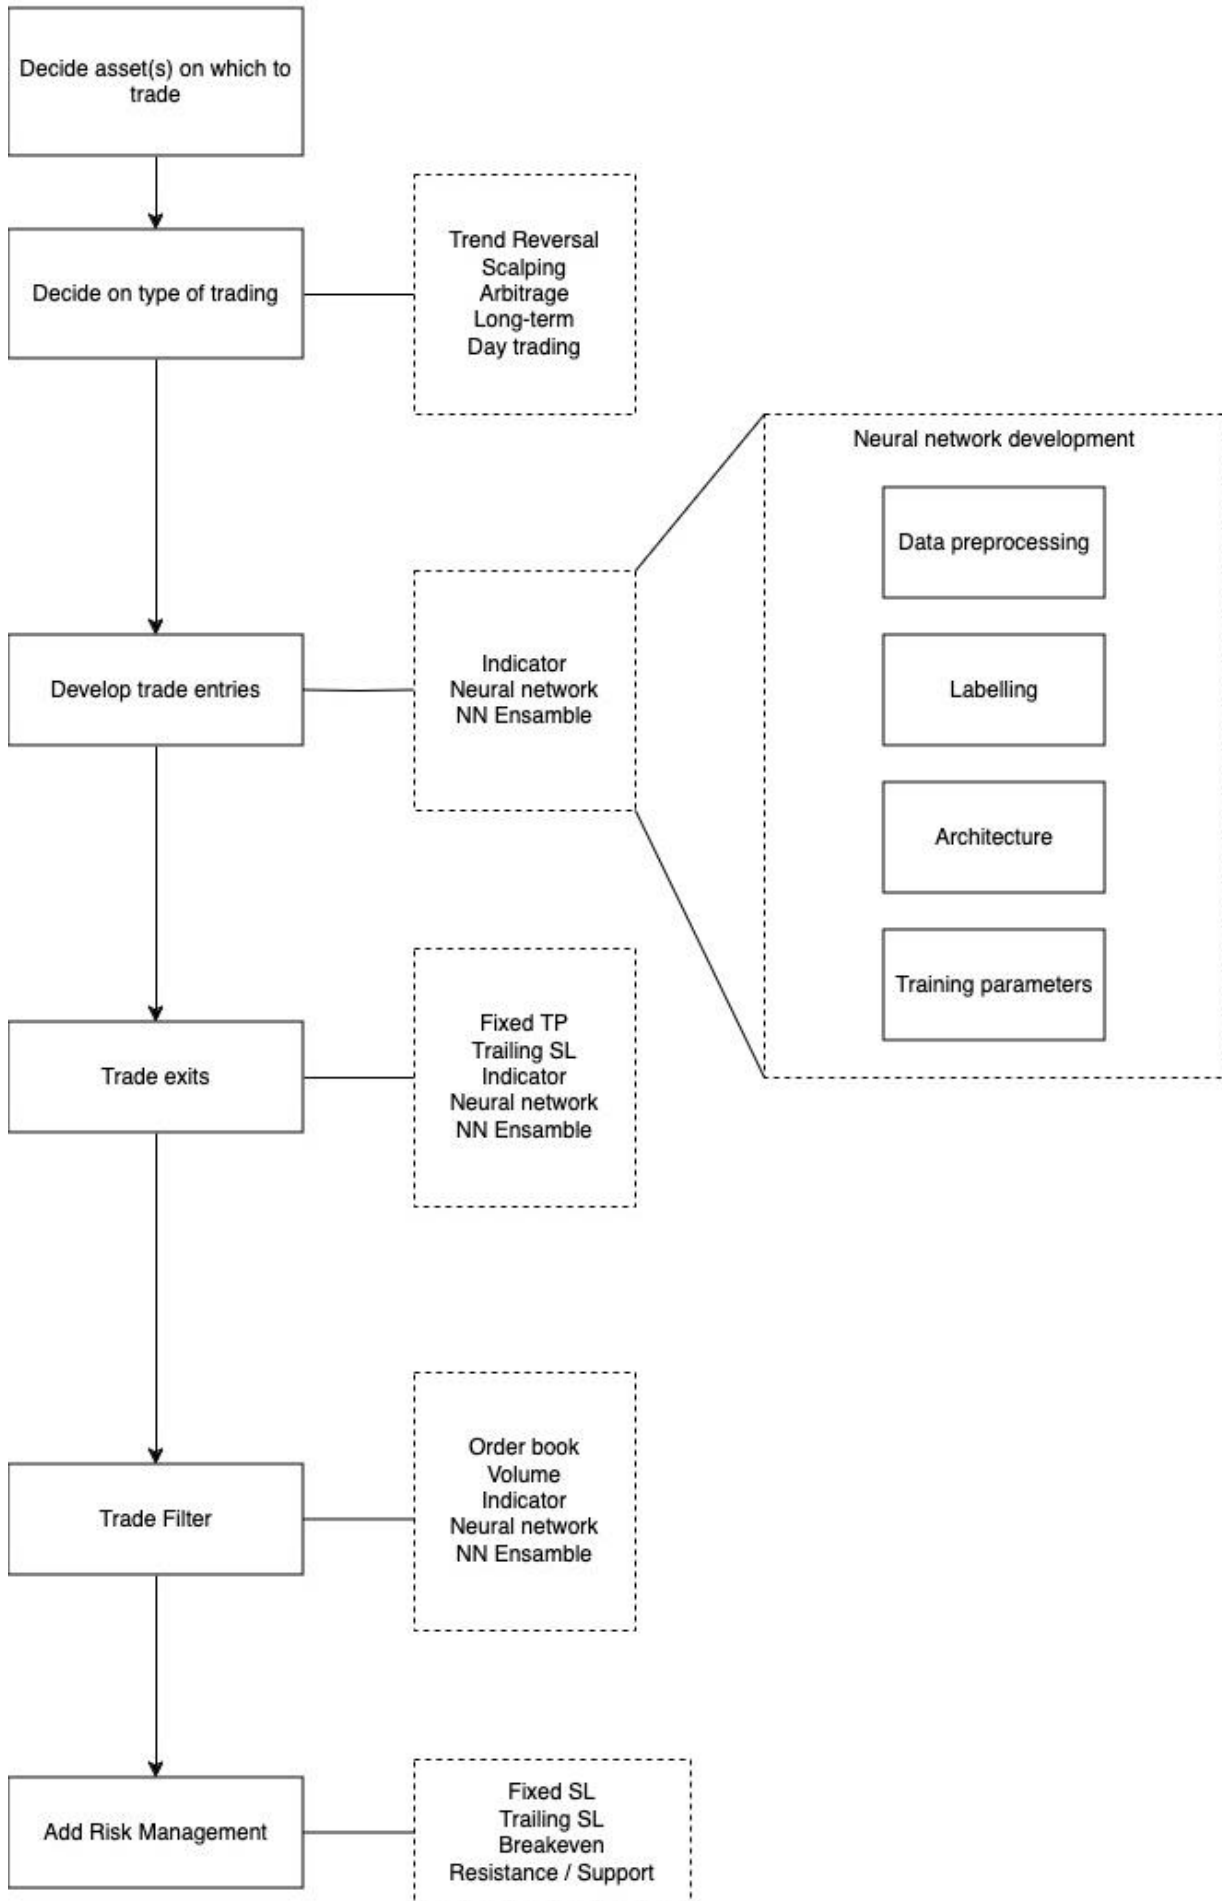 Decide asset(s) on which to
trade
Decide on type of trading
Trend Reversal
Scalping
Arbitrage
Long-term
Day trading
Neural network development
Data preprocessing
Labelling
Architecture
Training parameters
Develop trade entries
Indicator
Neural network
NN Ensamble
Trade exits
Fixed TP
Trailing SL
Indicator
Neural network
NN Ensamble
Trade Filter
Order book
Volume
Indicator
Neural network
NN Ensamble
Add Risk Management
Fixed SL
Trailing SL
Breakeven
Resistance / Support